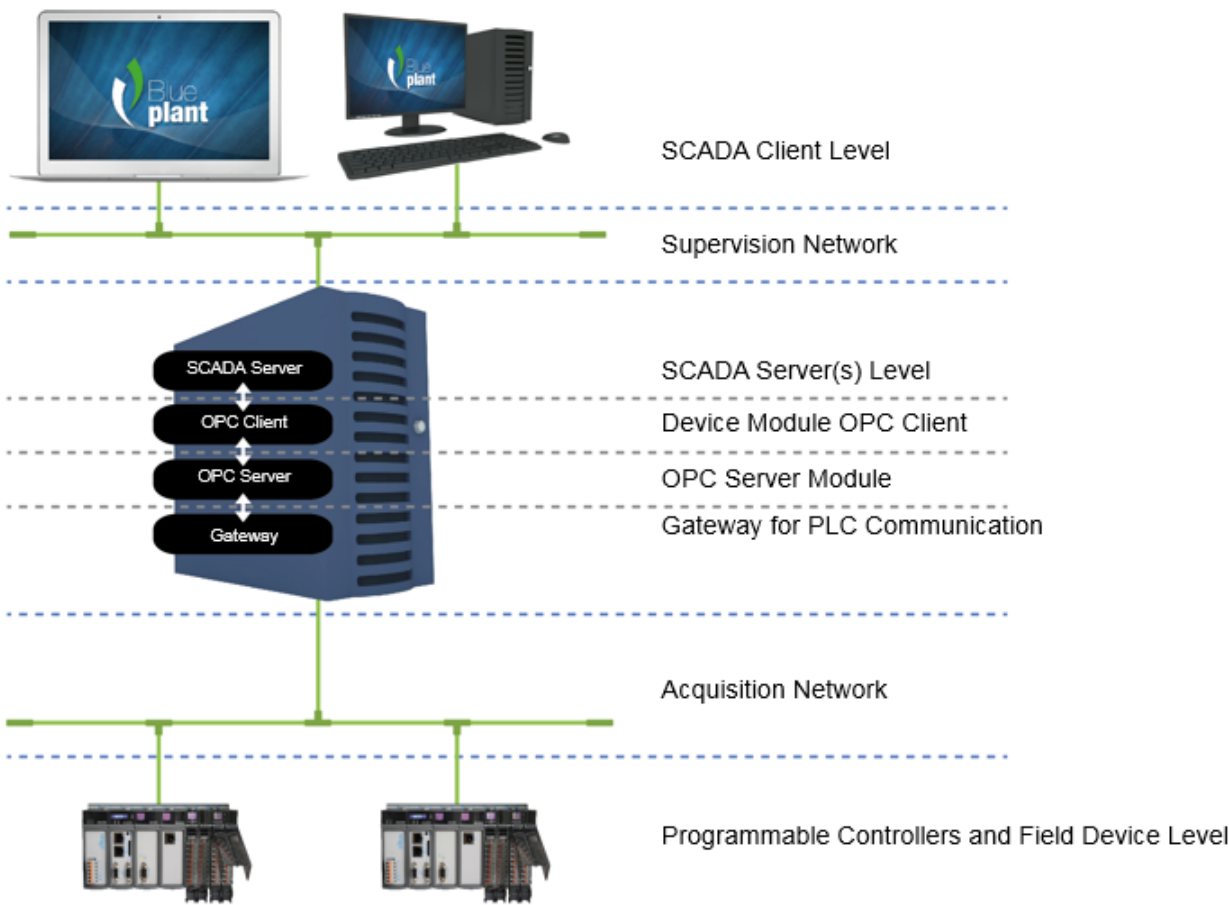 Blue
plant
Blue
plant
SCADA Client Level
Supervision Network
SCADA Server
SCADA Server(s) Level
OPC Client
Device Module OPC Client
OPC Server
OPC Server Module
Gateway
Gateway for PLC Communication
Acquisition Network
Programmable Controllers and Field Device Level